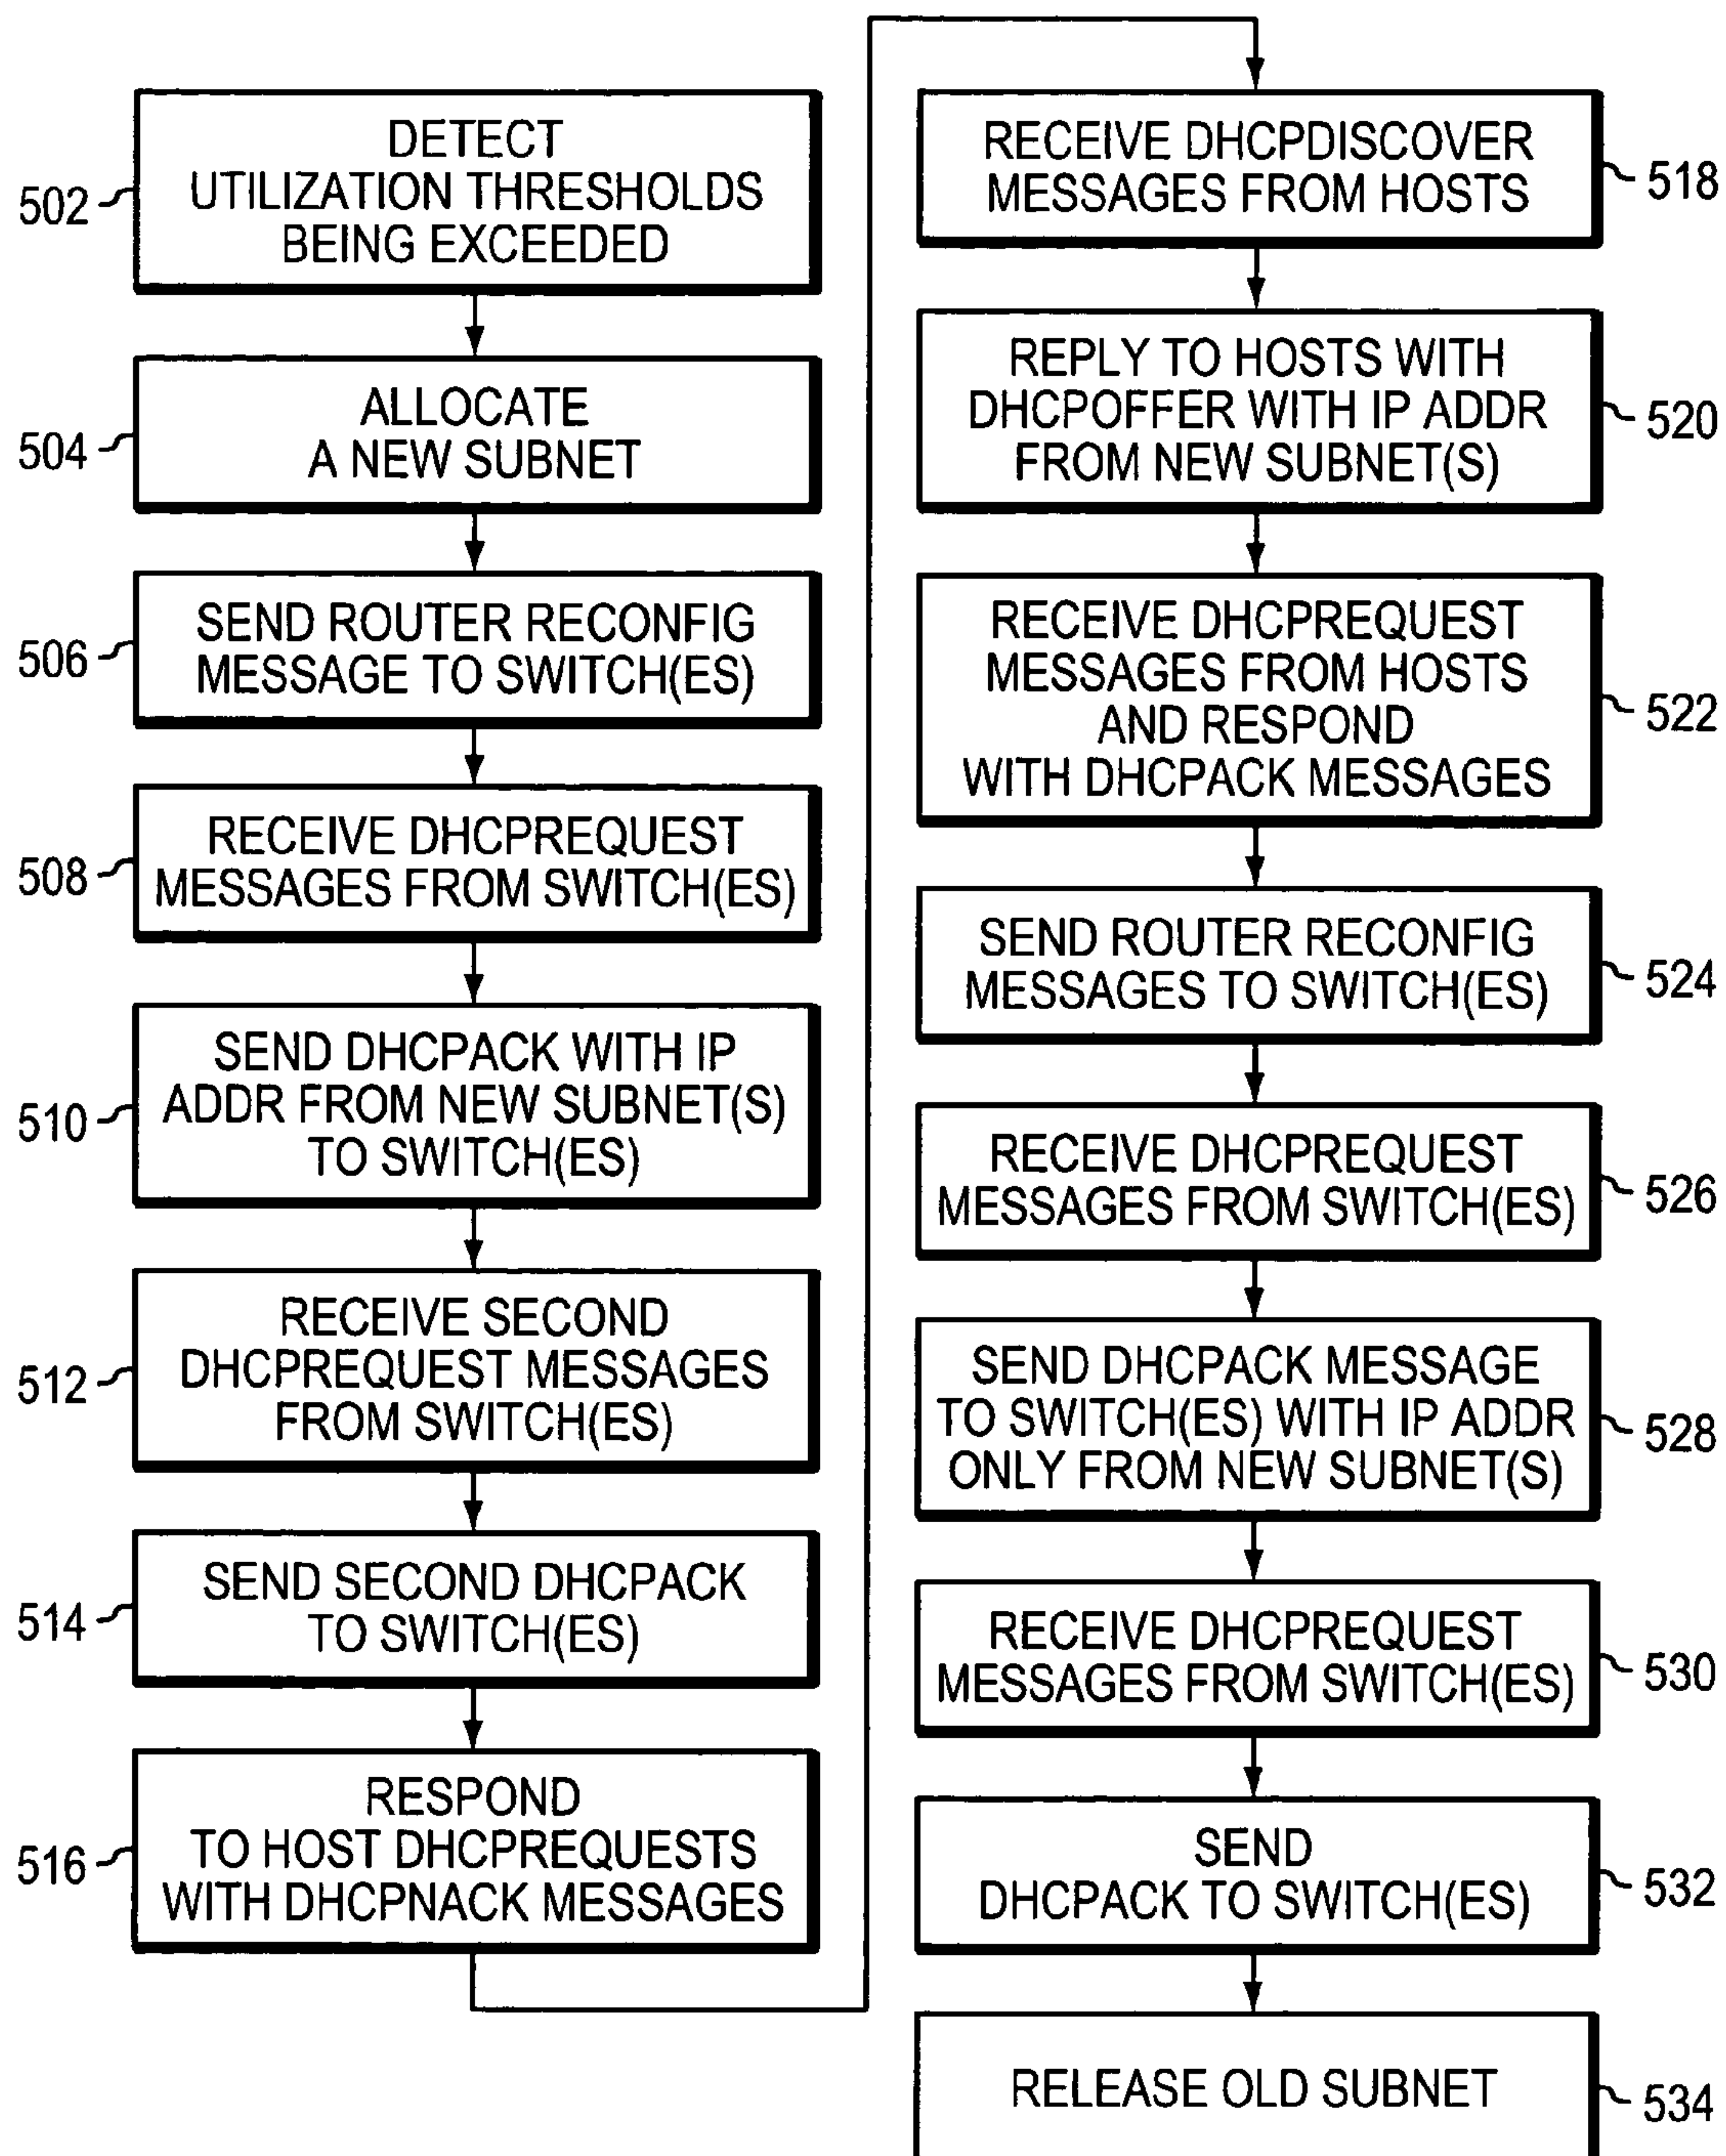 DETECT
UTILIZATION THRESHOLDS
BEING EXCEEDED
502
ALLOCATE
A NEW SUBNET
504
SEND ROUTER RECONFIG
MESSAGE TO SWITCH(ES)
506
RECEIVE DHCPREQUEST
MESSAGES FROM SWITCH(ES)
508
SEND DHCPACK WITH IP
ADDR FROM NEW SUBNET(S)
TO SWITCH(ES)
510
RECEIVE SECOND
DHCPREQUEST MESSAGES
FROM SWITCH(ES)
512
SEND SECOND DHCPACK
TO SWITCH(ES)
514
RESPOND
TO HOST DHCPREQUESTS
WITH DHCPNACK MESSAGES
516
RECEIVE DHCPDISCOVER
MESSAGES FROM HOSTS
518
REPLY TO HOSTS WITH
DHCPOFFER WITH IP ADDR
FROM NEW SUBNET(S)
520
RECEIVE DHCPREQUEST
MESSAGES FROM HOSTS
AND RESPOND
WITH DHCPACK MESSAGES
522
SEND ROUTER RECONFIG
MESSAGES TO SWITCH(ES)
524
RECEIVE DHCPREQUEST
MESSAGES FROM SWITCH(ES)
526
SEND DHCPACK MESSAGE
TO SWITCH(ES) WITH IP ADDR
ONLY FROM NEW SUBNET(S)
528
RECEIVE DHCPREQUEST
MESSAGES FROM SWITCH(ES)
530
SEND
DHCPACK TO SWITCH(ES)
532
RELEASE OLD SUBNET
534